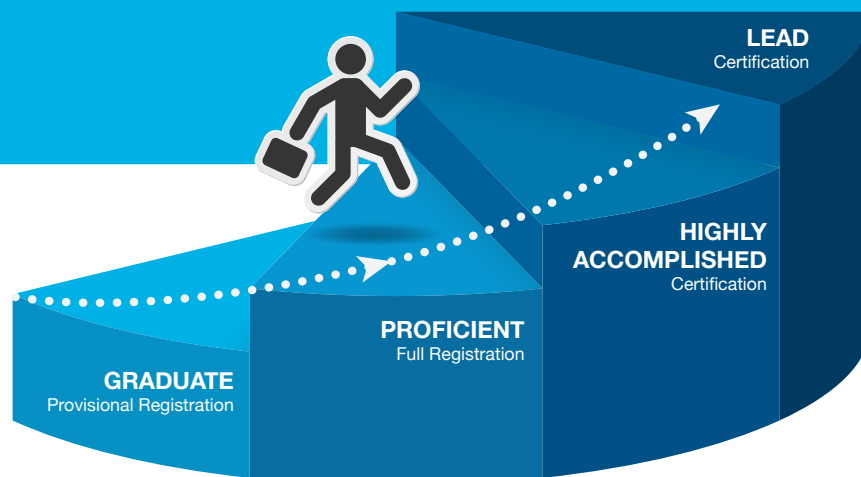 GRADUATE
Provisional Registration
PROFICIENT
Full Registration
HIGHLY
ACCOMPLISHED
Certification
LEAD
Certification